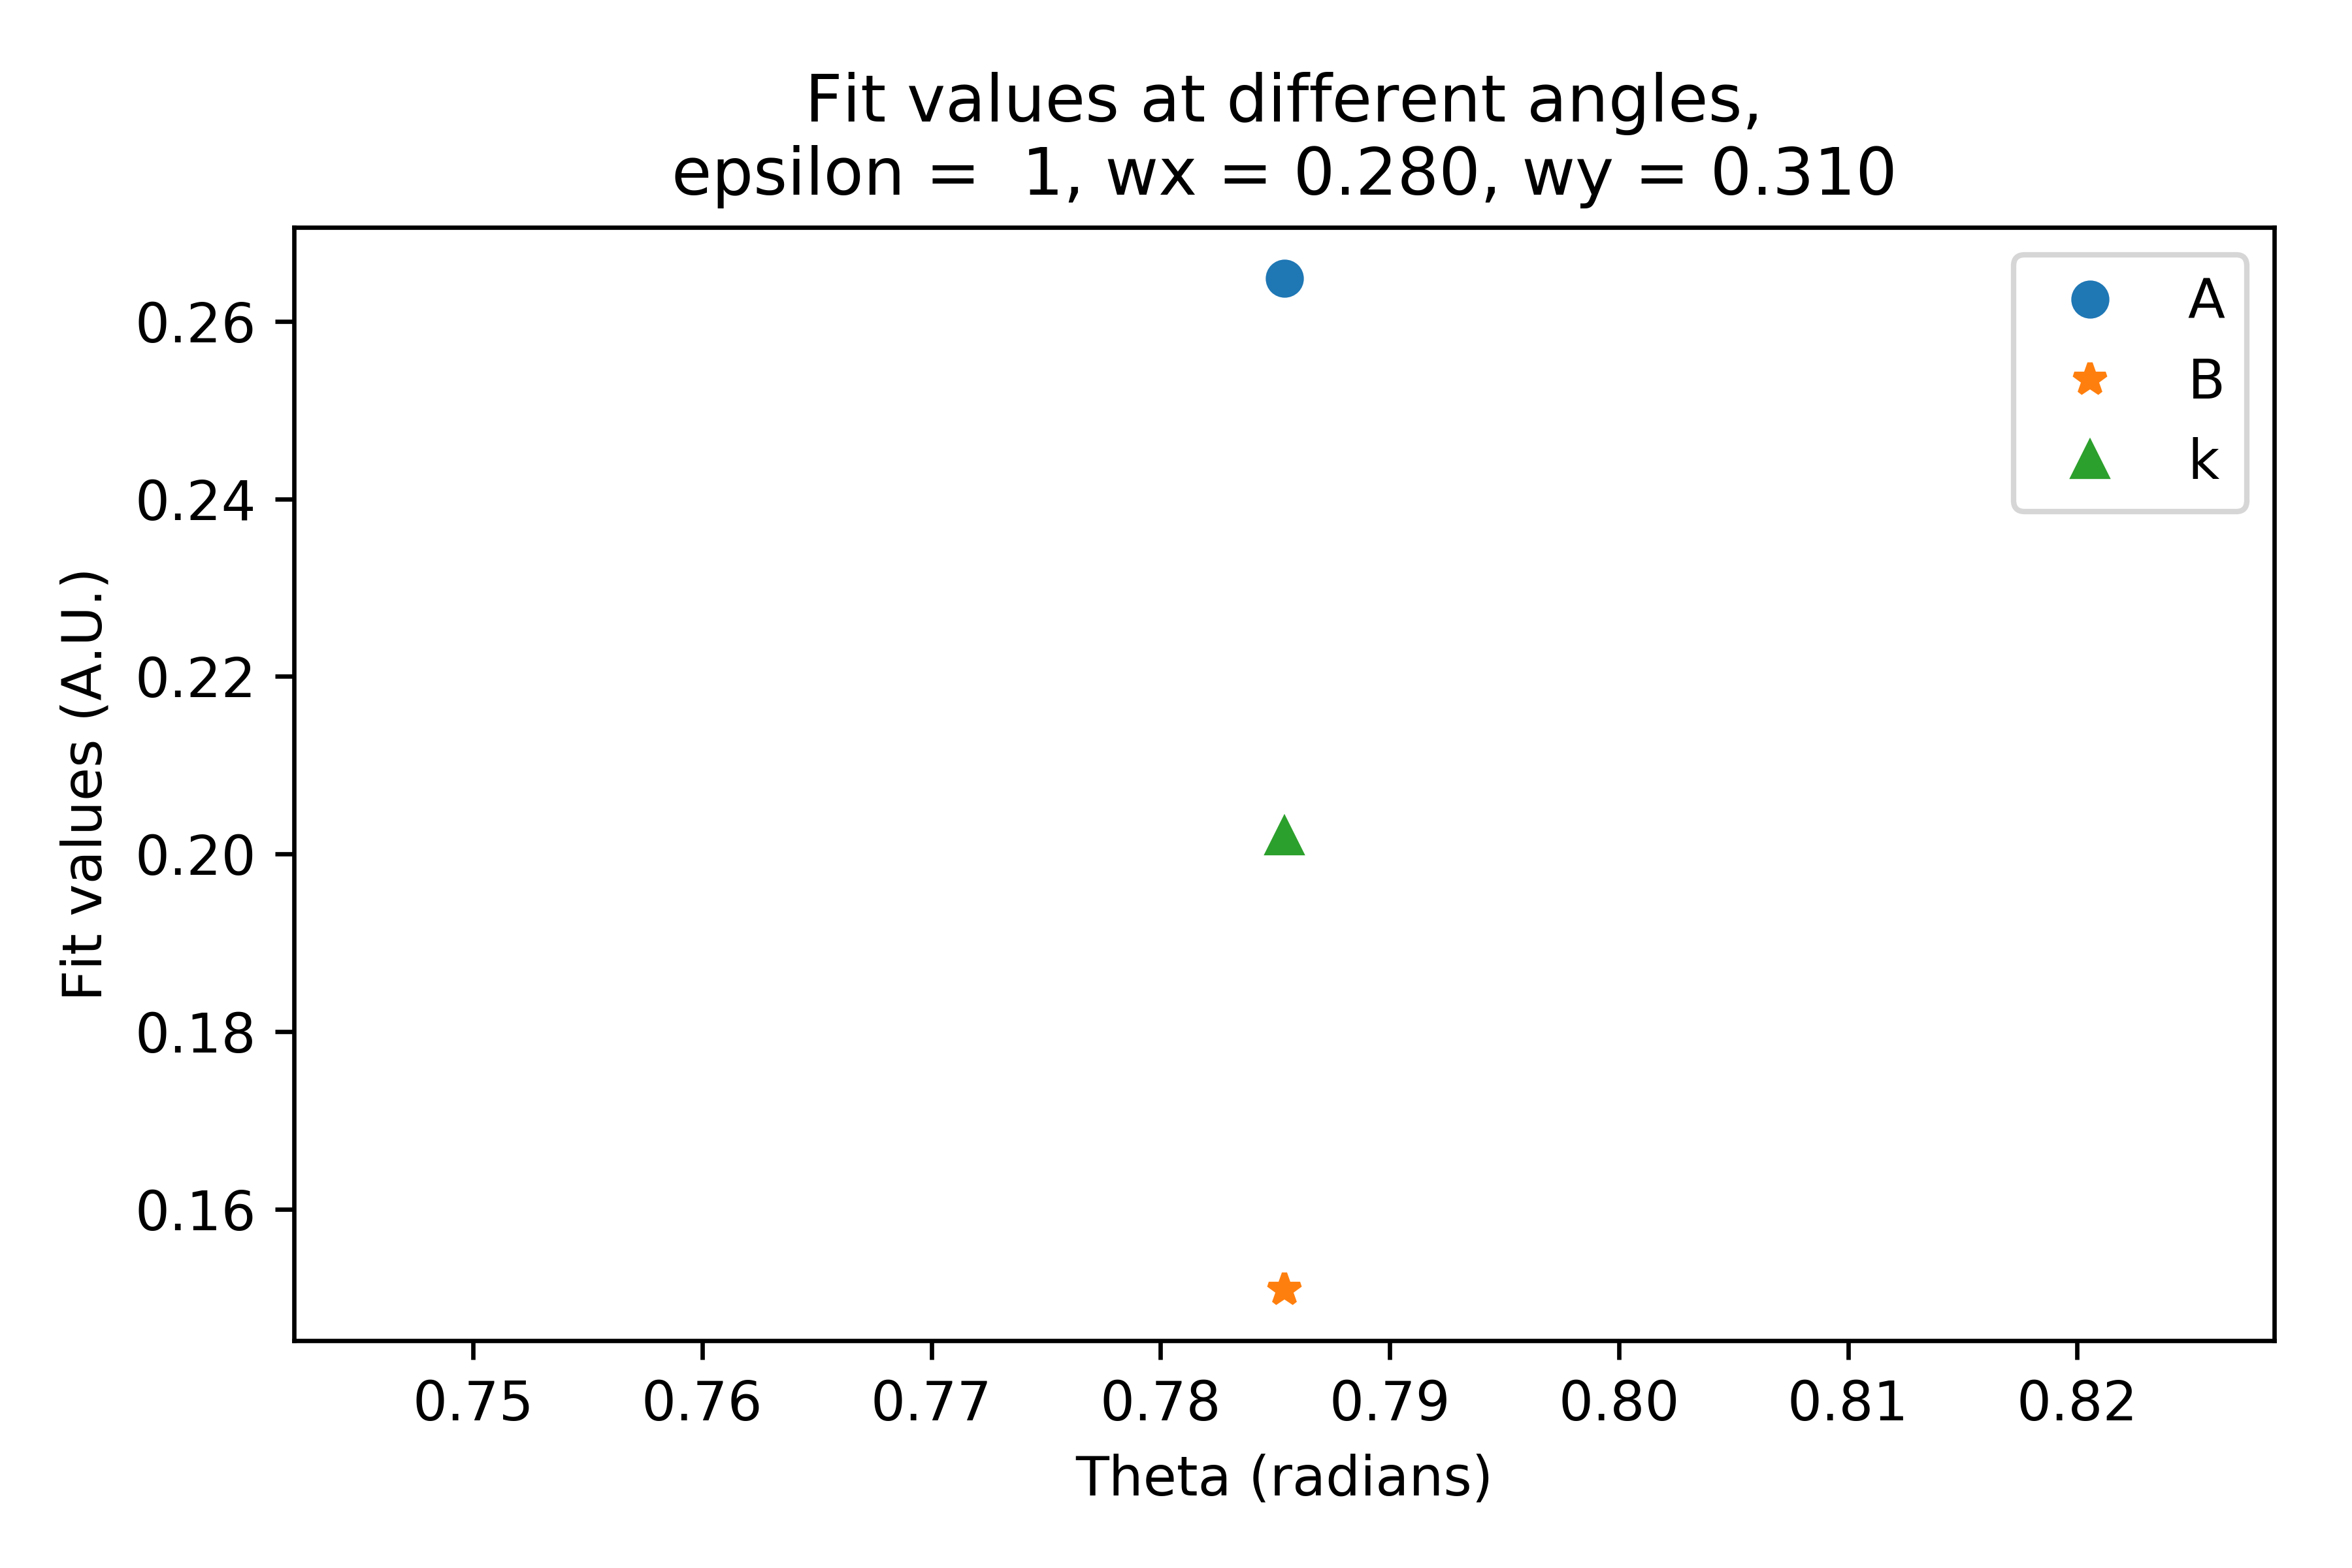 Fit values at different angles,
epsilon =  1, wx = 0.280, wy = 0.310
A
B
k
Fit values (A.U.)
0.26
0.24
0.22
0.20
0.18
0.16
0.75 0.76 0.77 0.78 0.79 0.80 0.81 0.82
Theta (radians)